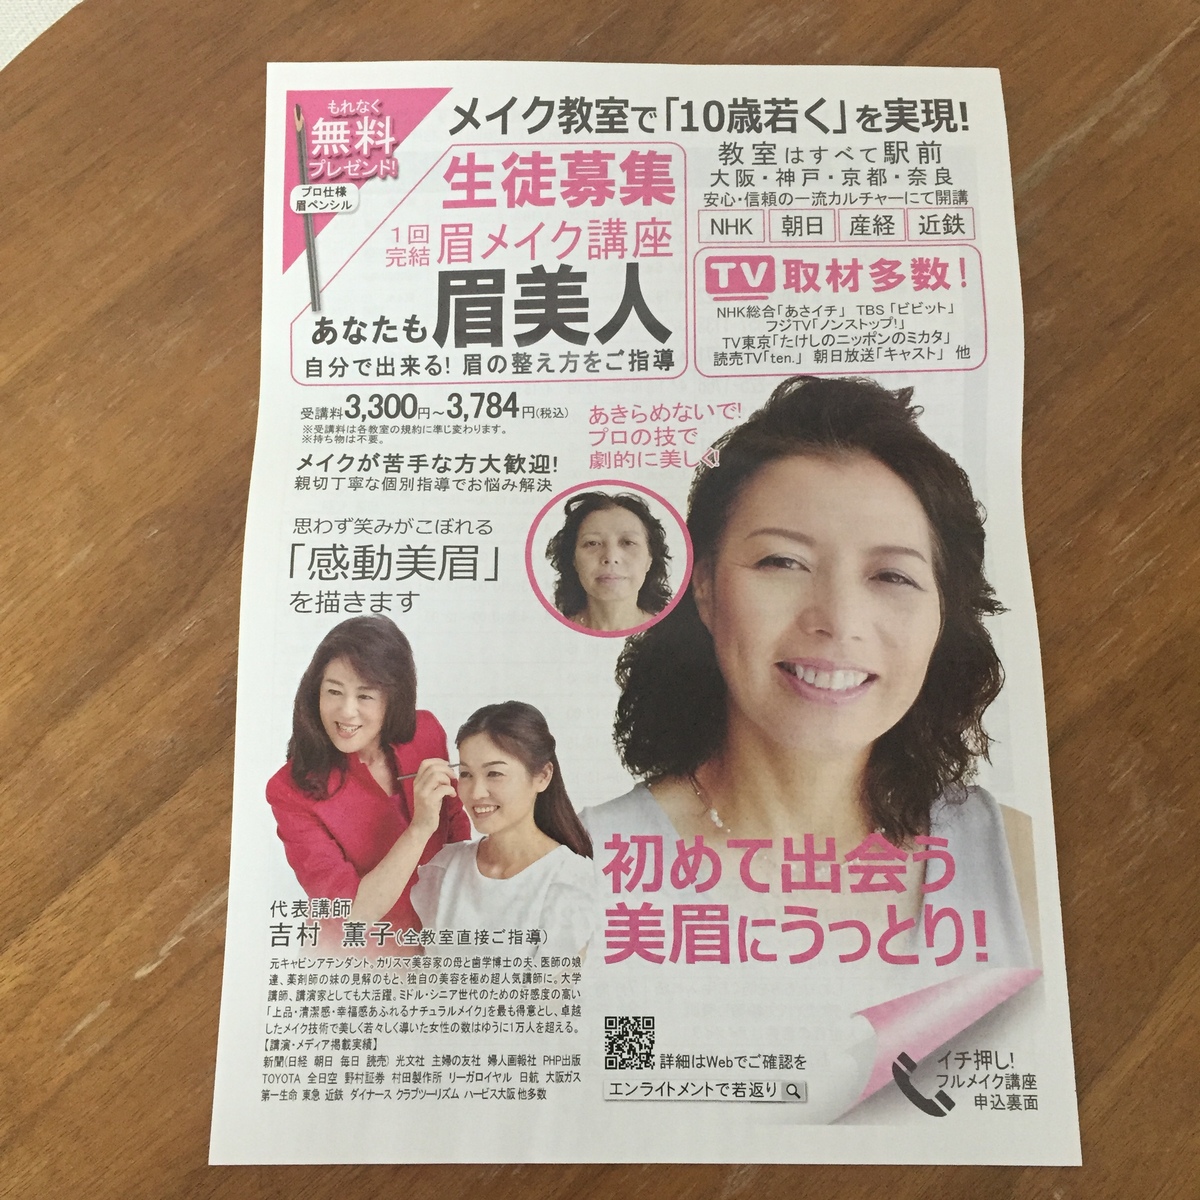 もれなく
無料
プレゼント!
プロ仕様
眉ペンシル
メイク教室で「10歳若く」を実現!
生徒募集
1回
完結
眉メイク講座
あなたも眉美人
自分で出来る! 眉の整え方をご指導
教室はすべて駅前
大阪・神戸・京都・奈良
安心・信頼の一流カルチャーにて開講
NHK 朝日 産経 近鉄
TV取材多数!
NHK総合「あさイチ」 TBS「ビビット」
フジTV「ノンストップ!」
TV東京「たけしのニッポンのミカタ」
読売TV「ten.」 朝日放送「キャスト」 他
受講料3,300円~3,784円(税込)
※受講料は各教室の規約に準じ変わります。
※持ち物は不要。
メイクが苦手な方大歓迎!
親切丁寧な個別指導でお悩み解決
あきらめないで!
プロの技で
劇的に美しく!
思わず笑みがこぼれる
「感動美眉」
を描きます
代表講師
吉村 薫子(全教室直接ご指導)
元キャビンアテンダント。カリスマ美容家の母と歯学博士の夫、医師の娘
達、薬剤師の妹の見解のもと、独自の美容を極め超人気講師に。大学
講師、講演家としても大活躍。ミドル・シニア世代のための好感度の高い
「上品・清潔感・幸福感あふれるナチュラルメイク」を最も得意とし、卓越
したメイク技術で美しく若々しく導いた女性の数はゆうに1万人を超える。
【講演・メディア掲載実績】
新聞(日経 朝日 毎日 読売) 光文社 主婦の友社 婦人画報社 PHP出版
TOYOTA 全日空 野村証券 村田製作所 リーガロイヤル 日航 大阪ガス
第一生命 東急 近鉄 ダイナース クラブツーリズム ハービス大阪 他多数
初めて出会う
美眉にうっとり!
詳細はWebでご確認を
エンライトメントで若返り
イチ押し!
フルメイク講座
申込裏面